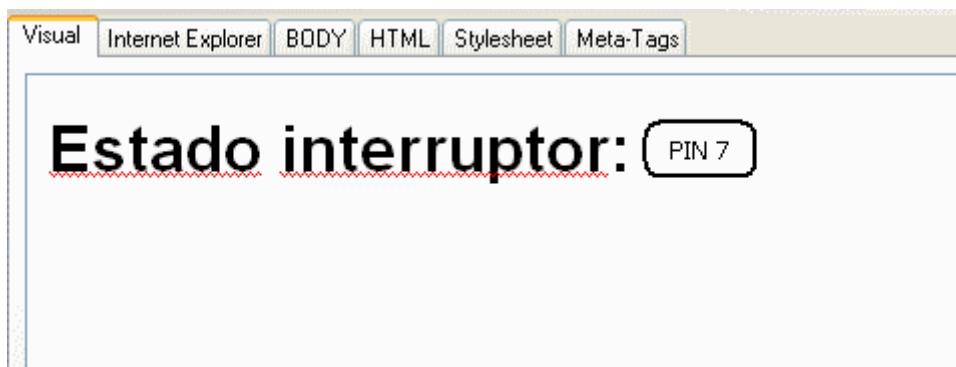 Visual Internet Explorer BODY HTML Stylesheet Meta-Tags
Estado interruptor: PIN 7